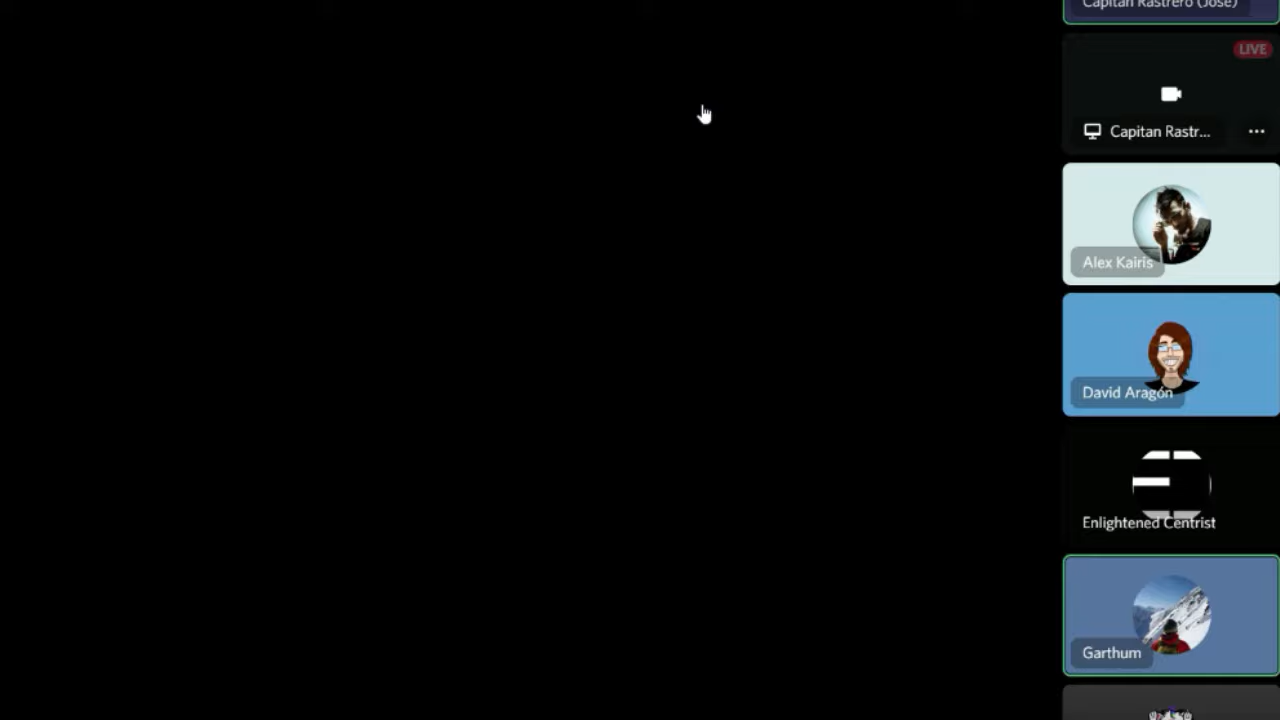 Capitan Rastrero (Jose)
LIVE
Capitan Rastr...
Alex Kairis
David Aragón
Enlightened Centrist
Garthum